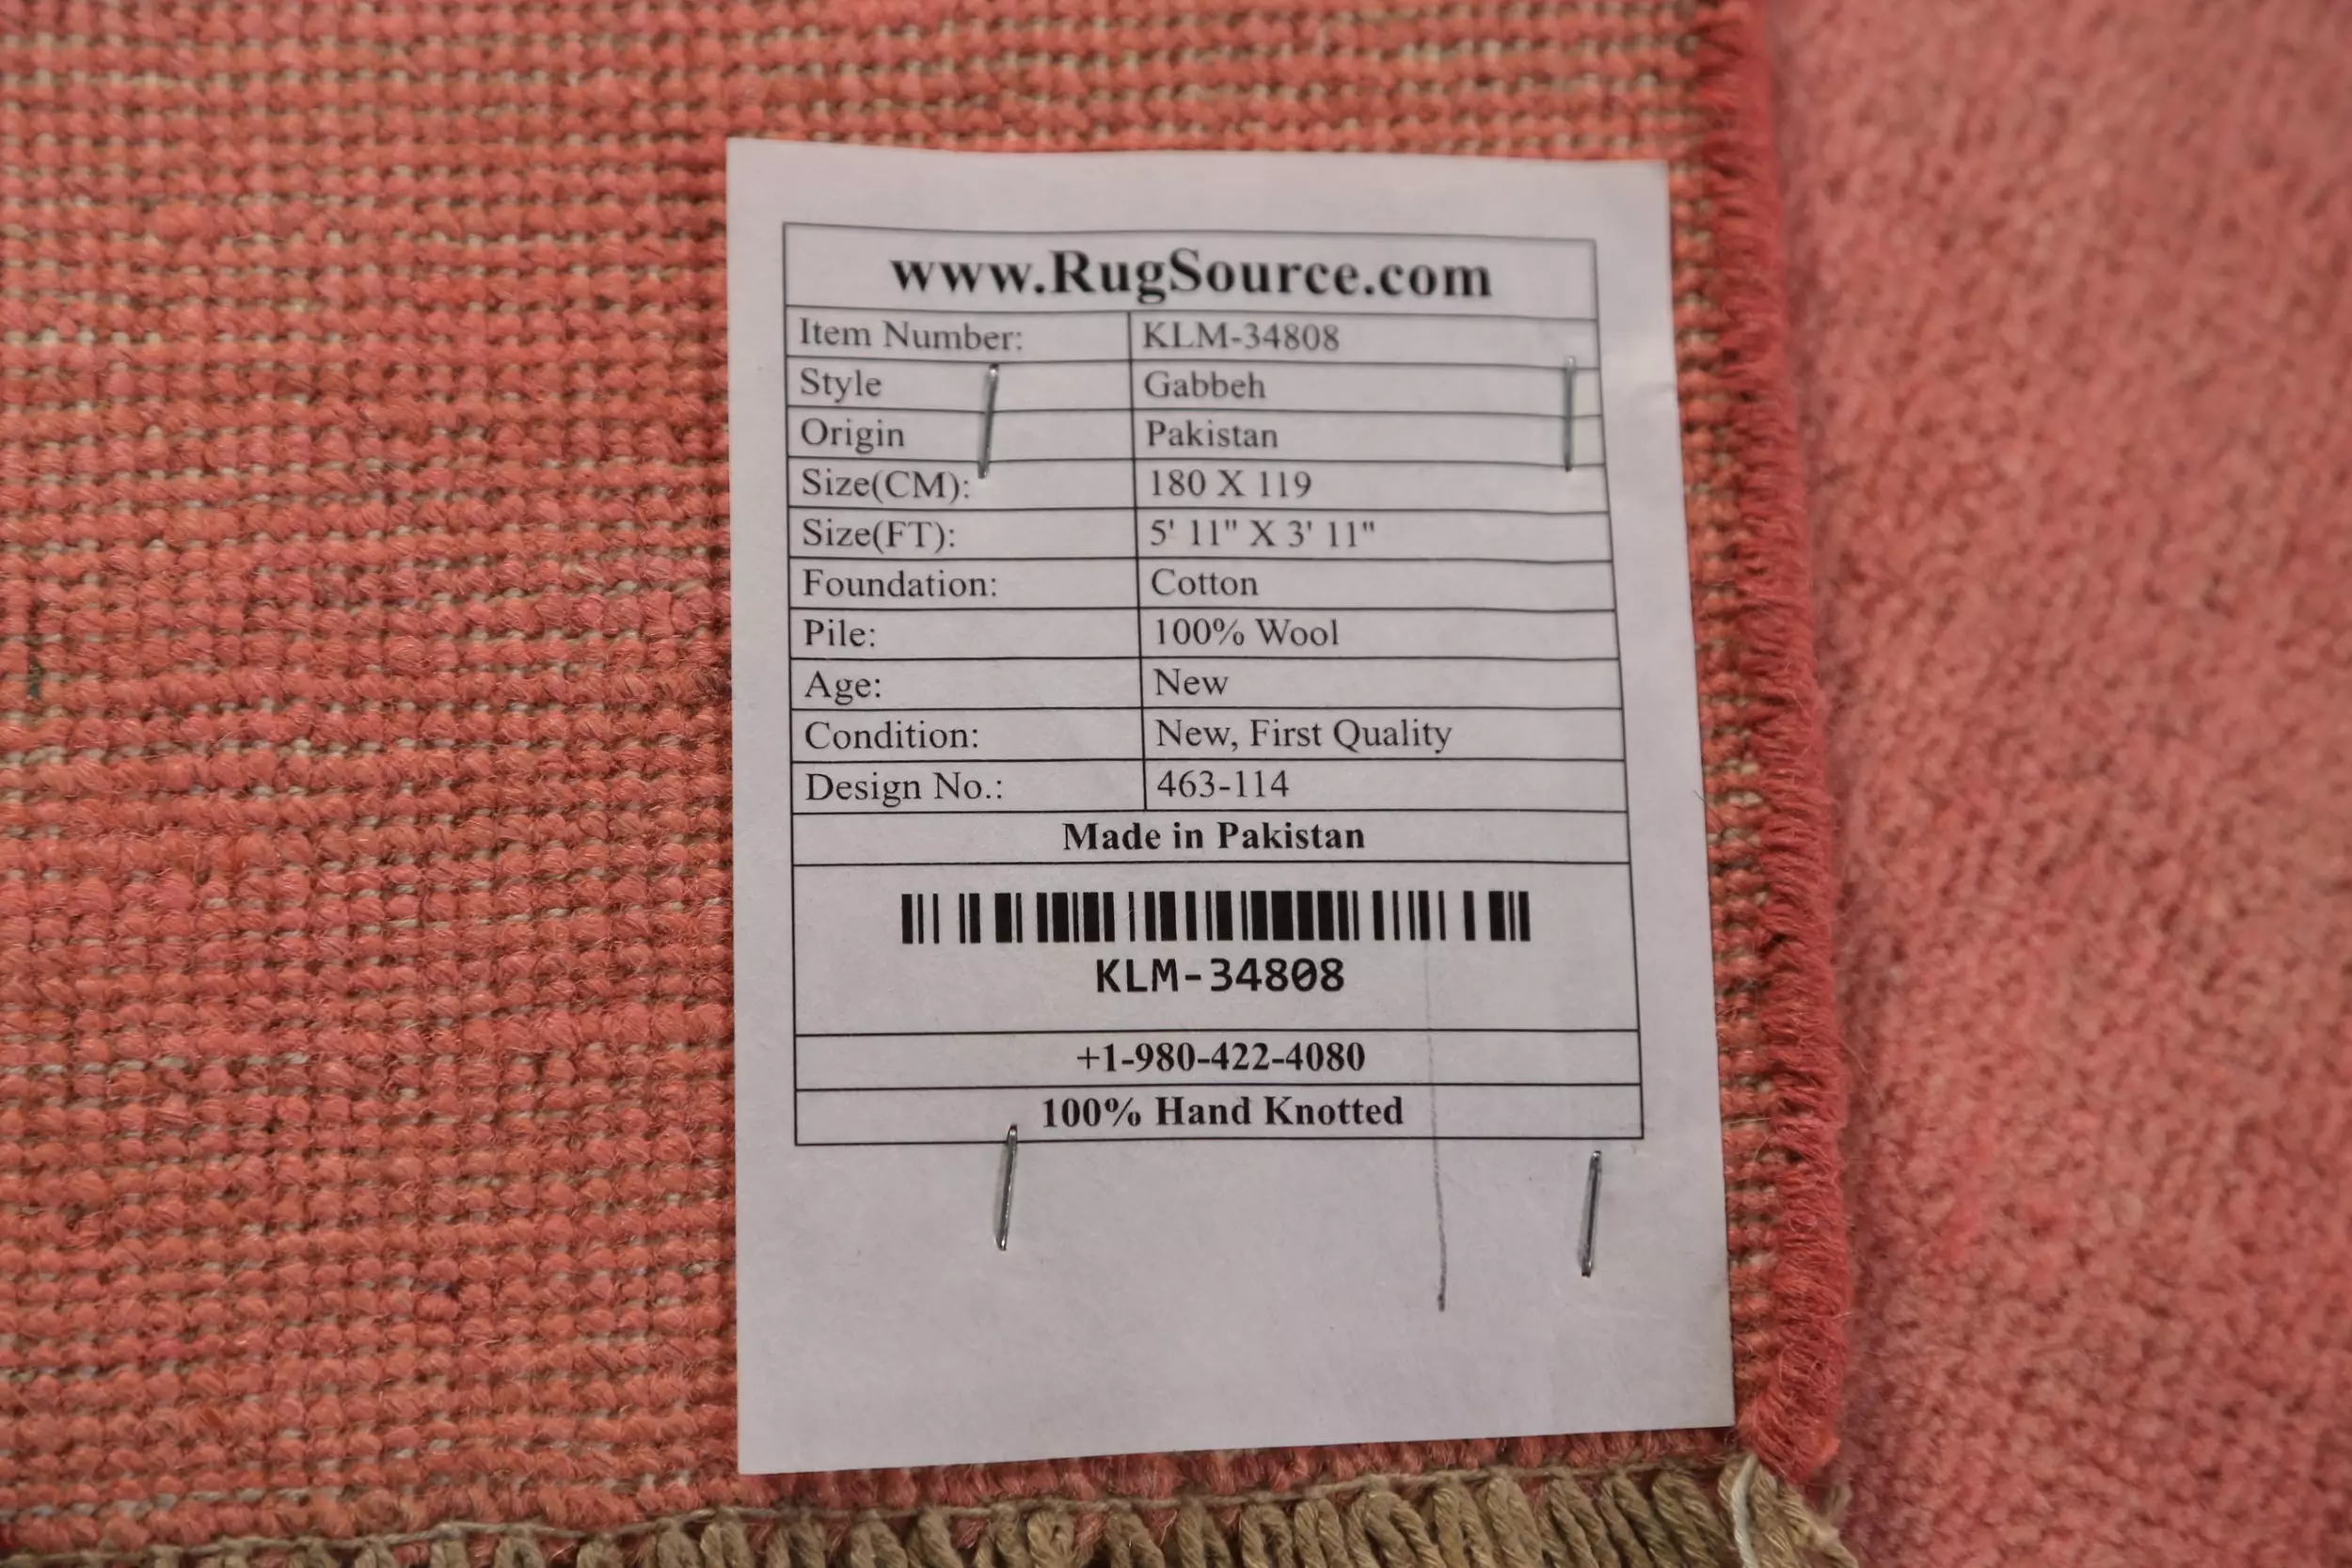 www.RugSource.com
Item Number: KLM-34808
Style Gabbeh
Origin Pakistan
Size(CM): 180 X 119
Size(FT): 5' 11" X 3' 11"
Foundation: Cotton
Pile: 100% Wool
Age: New
Condition: New, First Quality
Design No.: 463-114
Made in Pakistan
KLM-34808
+1-980-422-4080
100% Hand Knotted